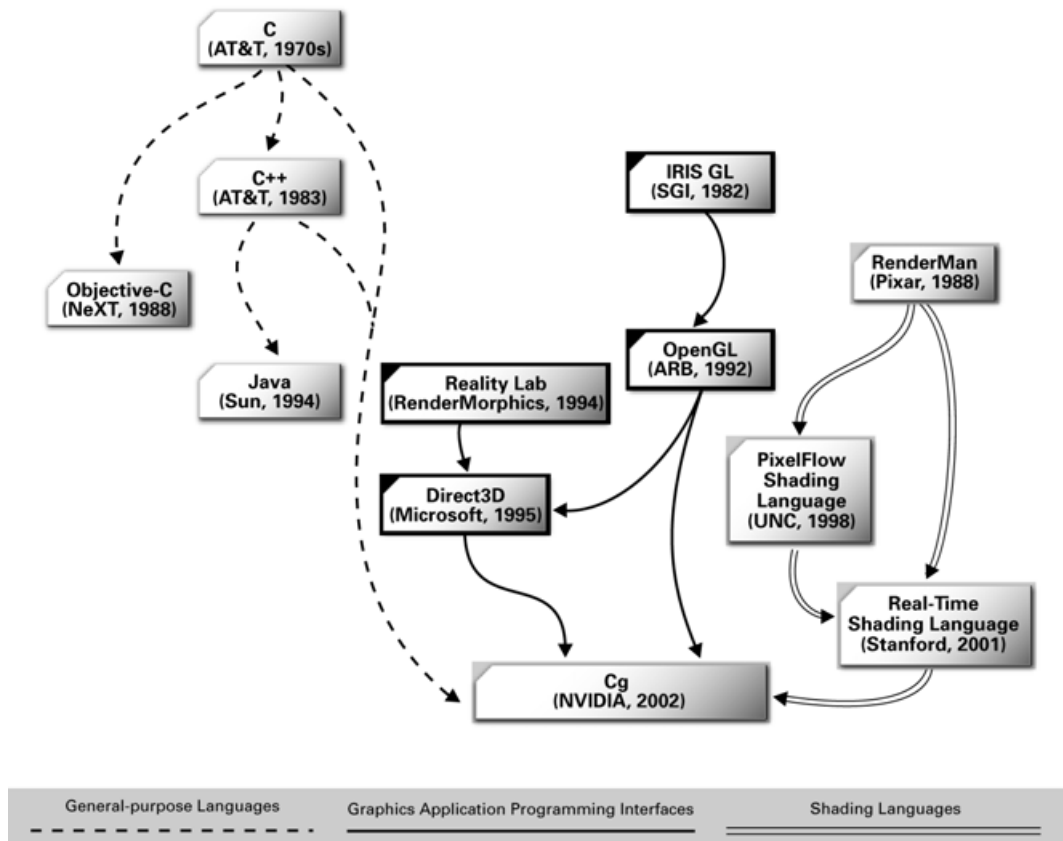 C
(AT&T, 1970s)
C++
(AT&T, 1983)
IRIS GL
(SGI, 1982)
RenderMan
(Pixar, 1988)
Objective-C
(NeXT, 1988)
OpenGL
(ARB, 1992)
Java
(Sun, 1994)
Reality Lab
(RenderMorphics, 1994)
PixelFlow
Shading
Language
(UNC, 1998)
Direct3D
(Microsoft, 1995)
Real-Time
Shading Language
(Stanford, 2001)
Cg
(NVIDIA, 2002)
General-purpose Languages
Graphics Application Programming Interfaces
Shading Languages